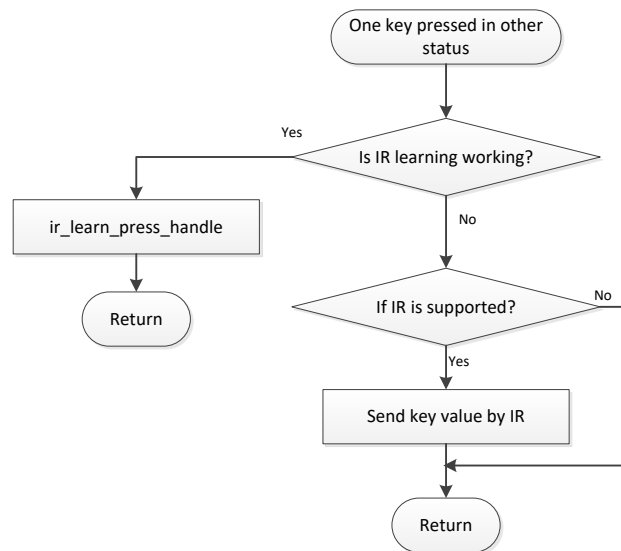 One key pressed in other
status
Yes
Is IR learning working?
ir_learn_press_handle
No
Return
If IR is supported?
No
Yes
Send key value by IR
Return